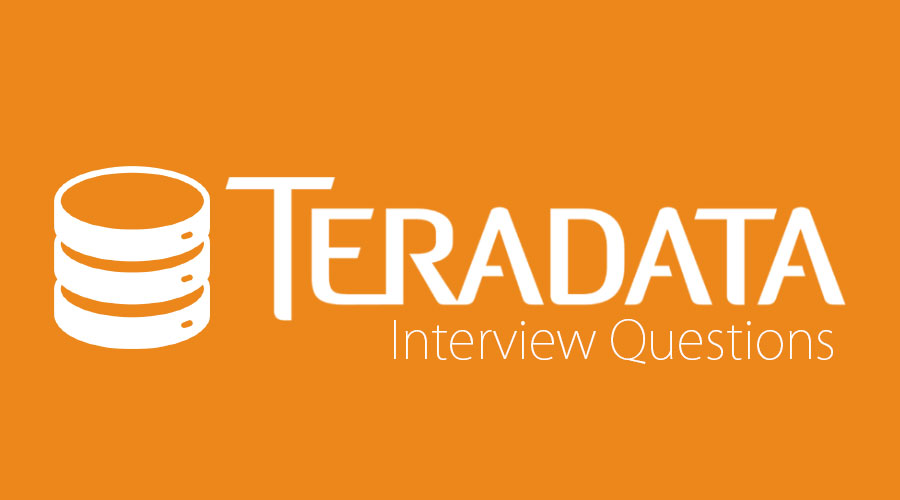 TERADATA
Interview Questions